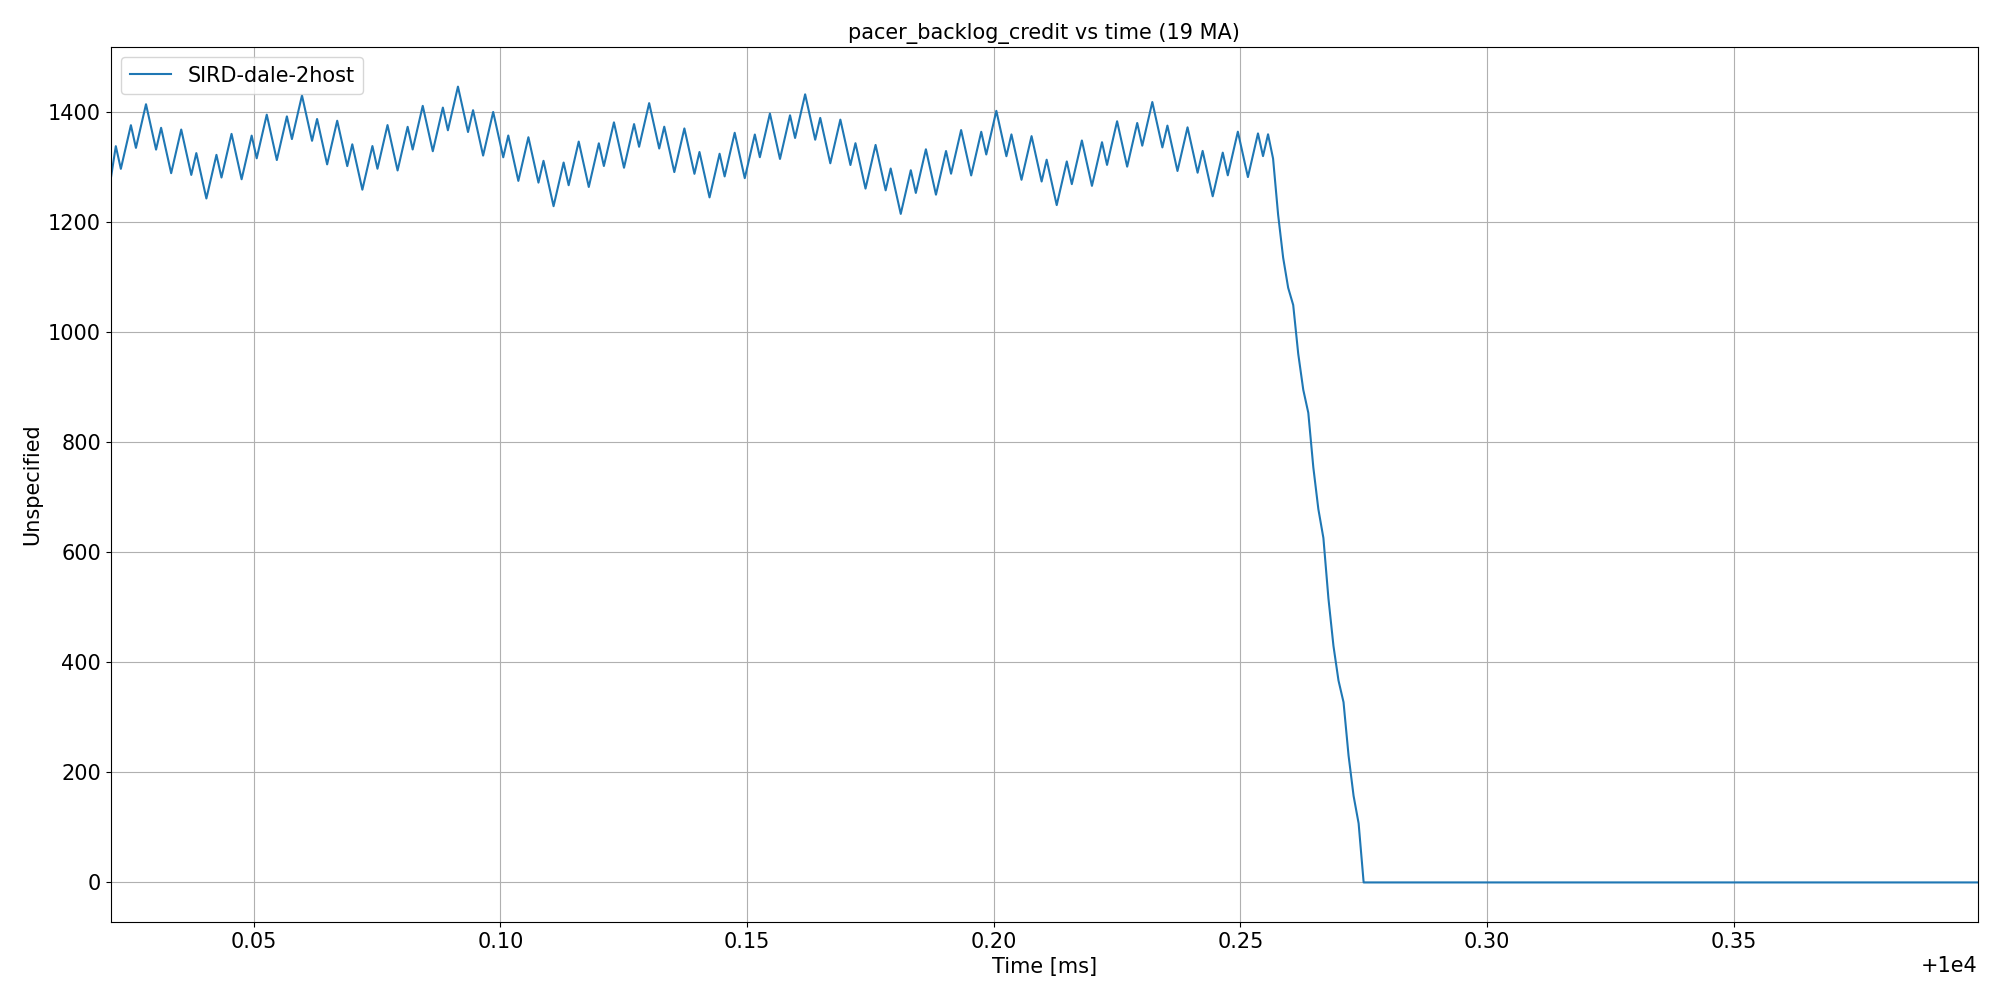 pacer_backlog_credit vs time (19 MA)
SIRD-dale-2host
1400
1200
1000
800
600
400
200
0
Unspecified
0.05 0.10 0.15 0.20 0.25 0.30 0.35
Time [ms]
+1e4